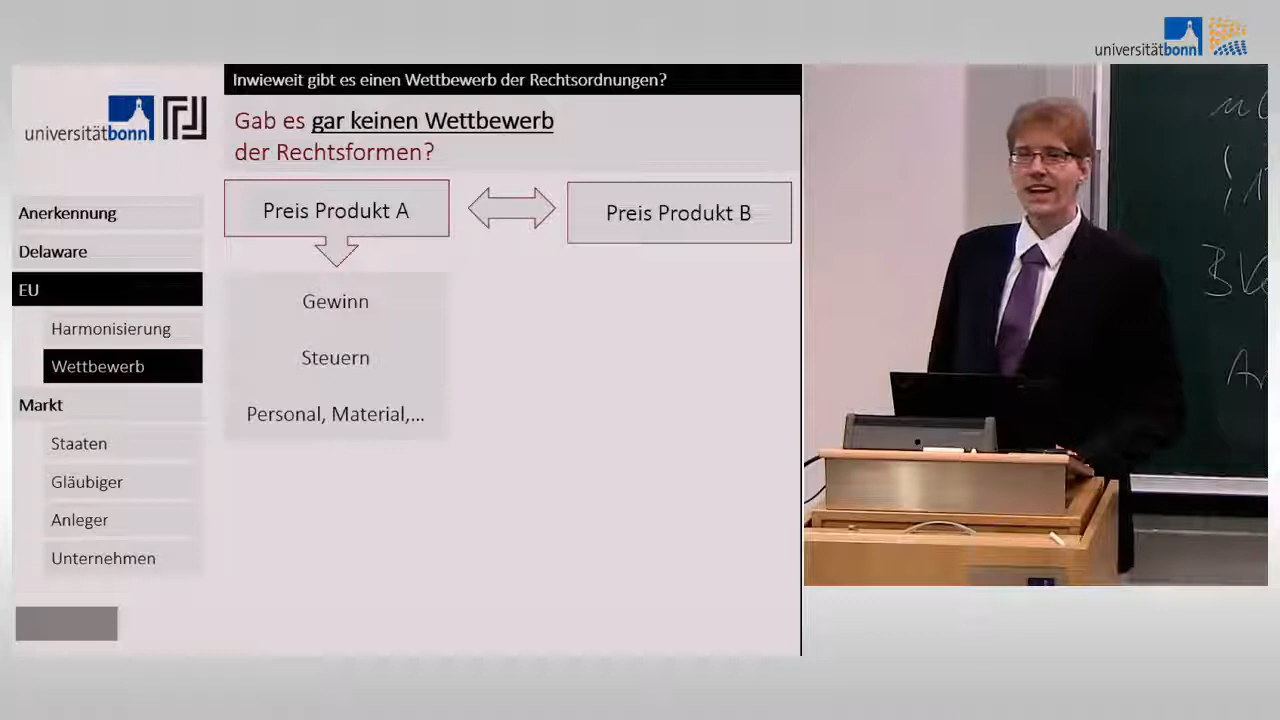 universitätbonn
Inwieweit gibt es einen Wettbewerb der Rechtsordnungen?
universitätbonn
Gab es gar keinen Wettbewerb
der Rechtsformen?
Anerkennung
Delaware
EU
Harmonisierung
Wettbewerb
Markt
Staaten
Gläubiger
Anleger
Unternehmen
Preis Produkt A
Preis Produkt B
Gewinn
Steuern
Personal, Material,...